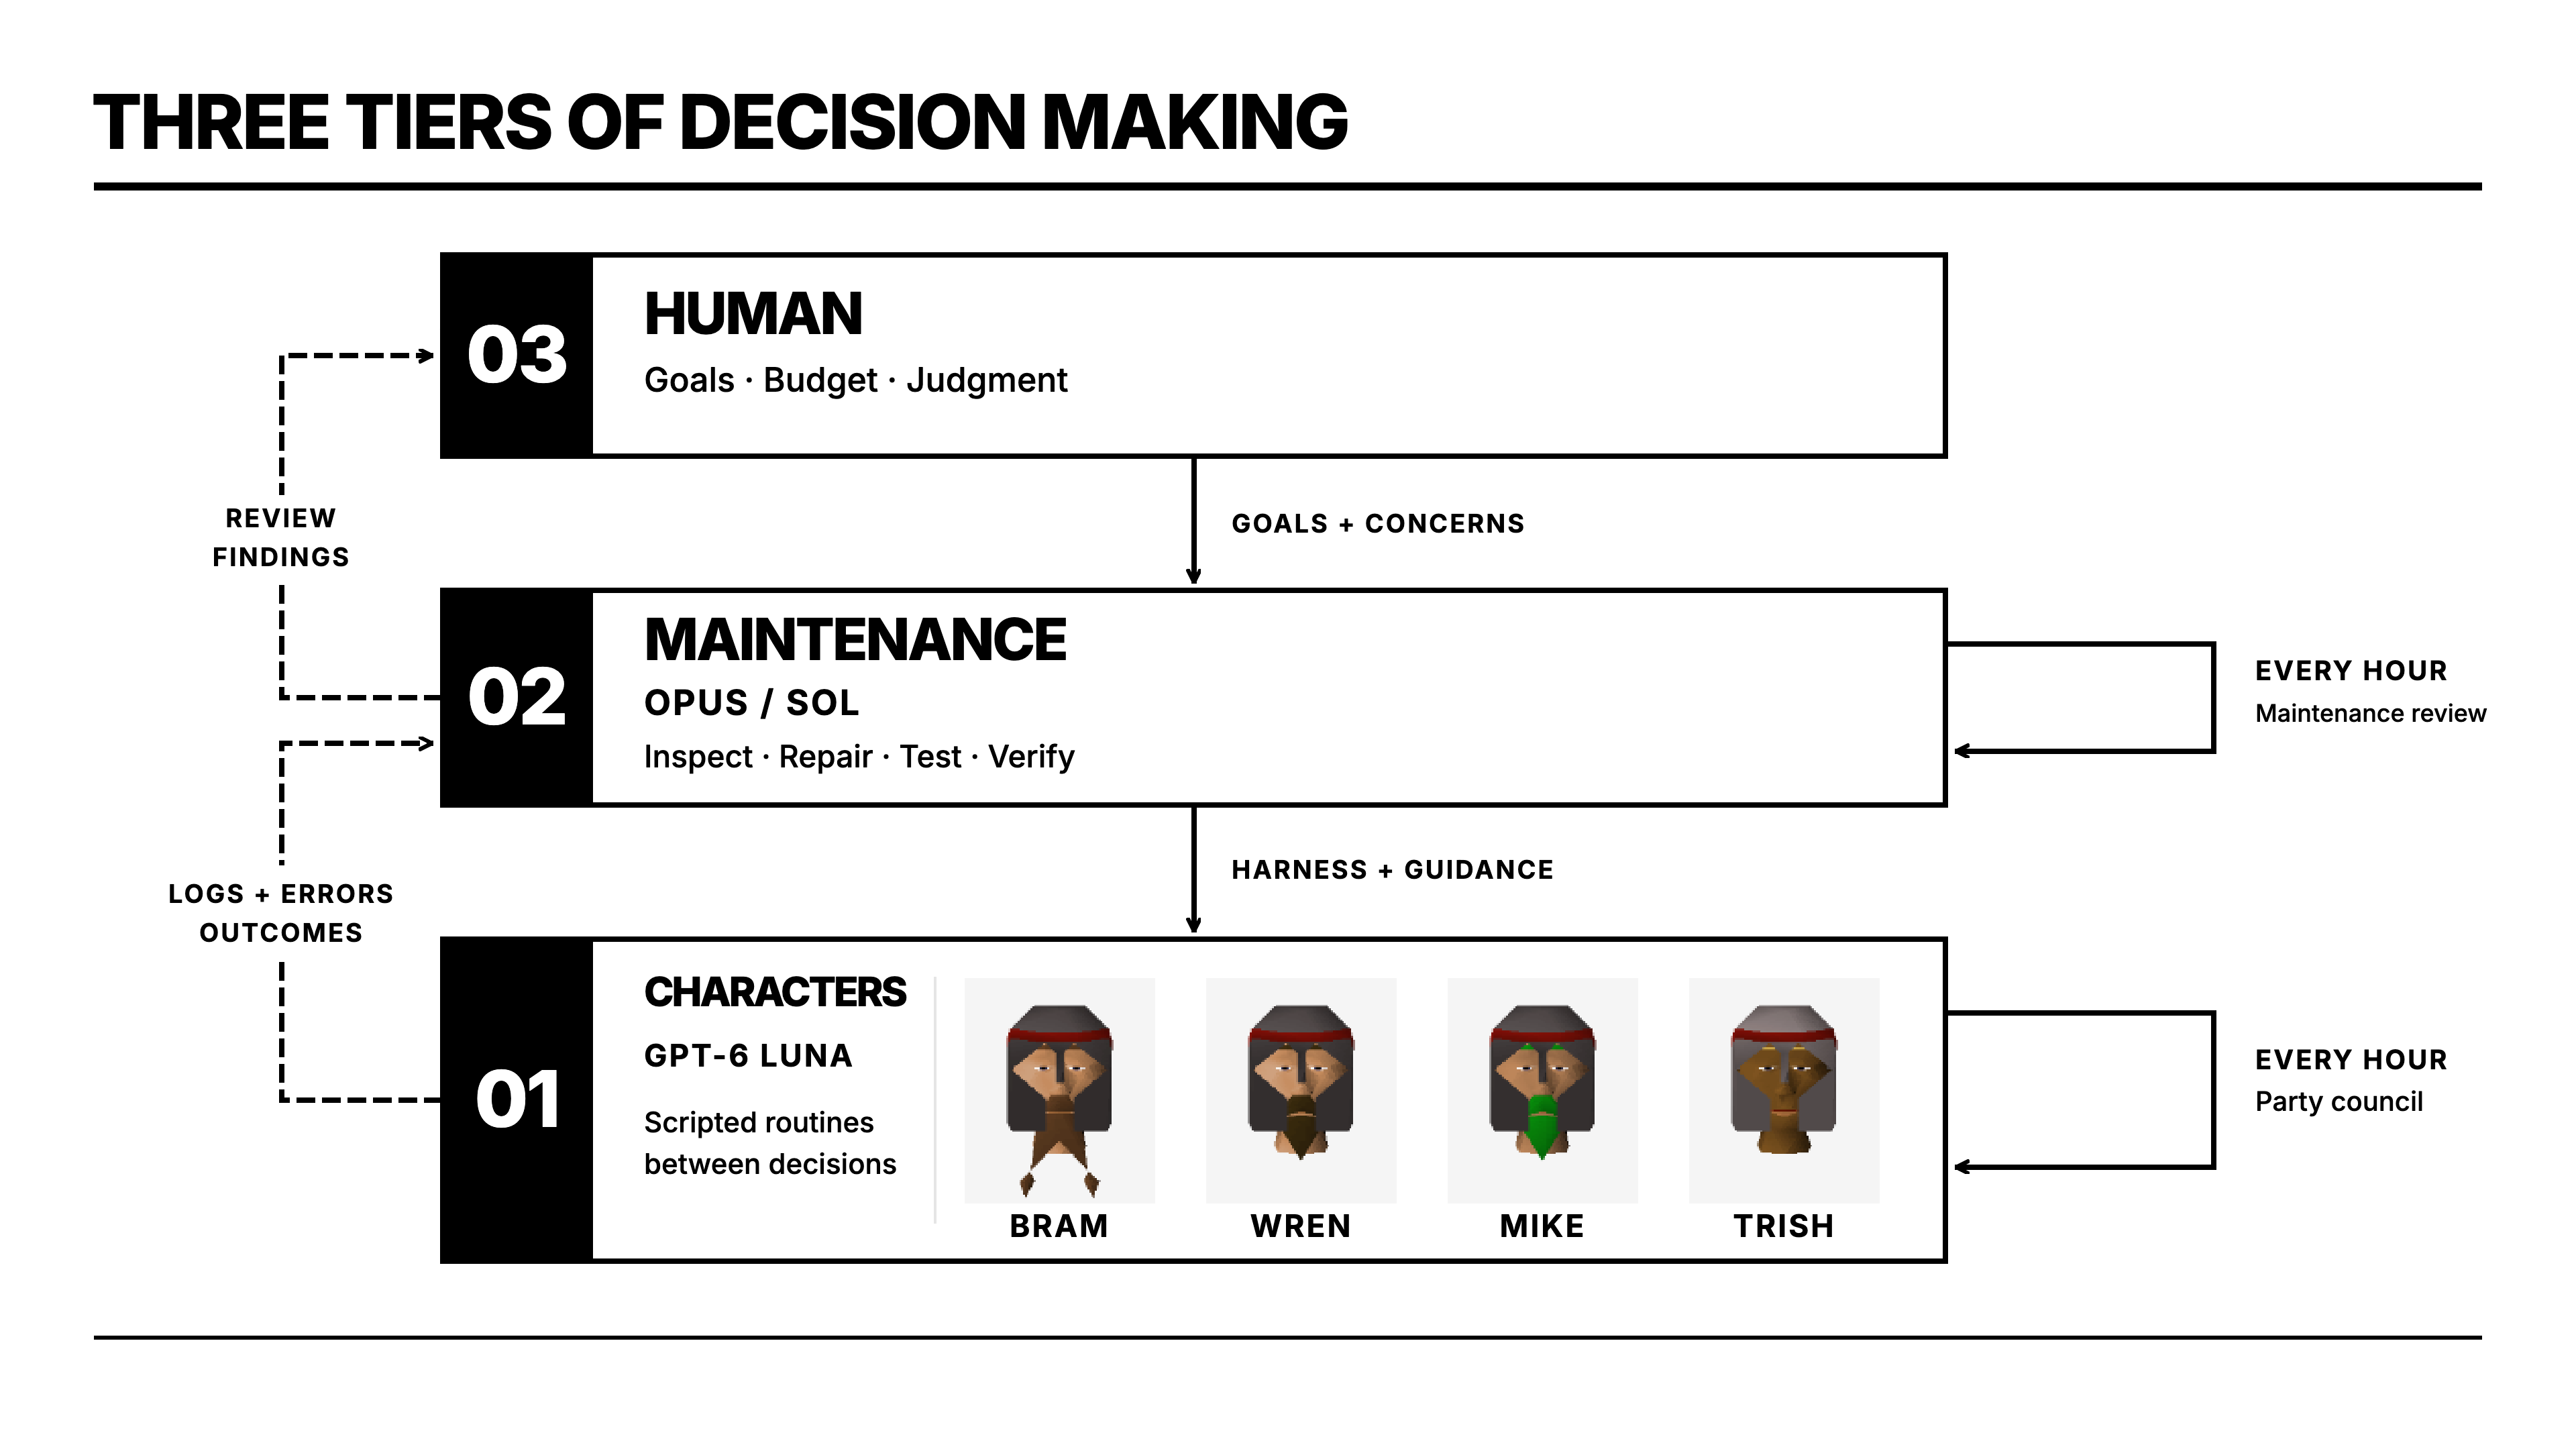 THREE TIERS OF DECISION MAKING
03
HUMAN
Goals · Budget · Judgment
REVIEW
FINDINGS
GOALS + CONCERNS
02
MAINTENANCE
OPUS / SOL
Inspect · Repair · Test · Verify
EVERY HOUR
Maintenance review
LOGS + ERRORS
OUTCOMES
HARNESS + GUIDANCE
01
CHARACTERS
GPT-6 LUNA
Scripted routines
between decisions
BRAM
WREN
MIKE
TRISH
EVERY HOUR
Party council